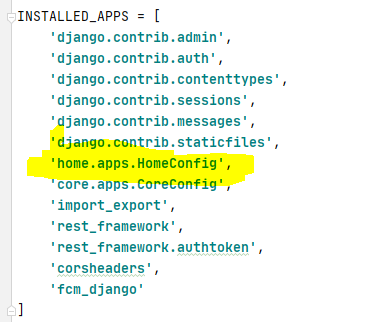 INSTALLED_APPS = [
'django.contrib.admin',
'django.contrib.auth',
'django.contrib.contenttypes',
'django.contrib.sessions',
'django.contrib.messages',
'django.contrib.staticfiles',
'home.apps.HomeConfig',
'core.apps.CoreConfig',
'import_export',
'rest_framework',
'rest_framework.authtoken',
'corsheaders',
'fcm_django'
]